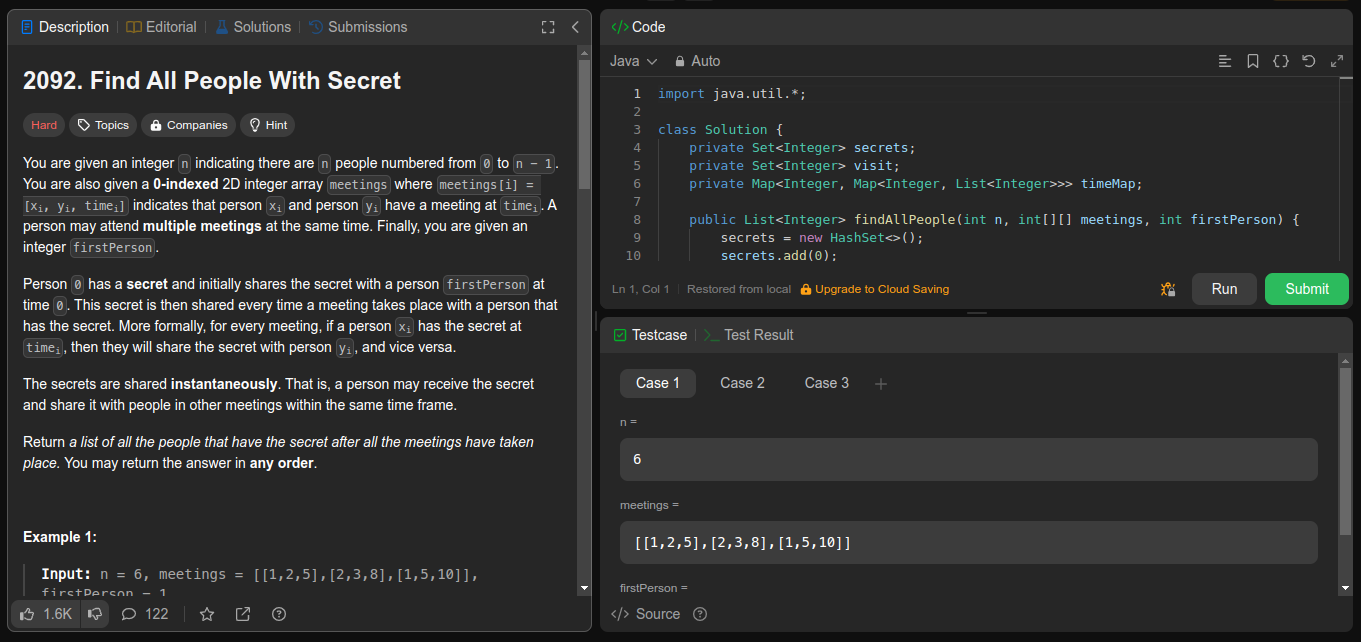 Description
Editorial
Solutions
Submissions
2092. Find All People With Secret
Hard Topics Companies Hint
You are given an integer n indicating there are n people numbered from 0 to n - 1.
You are also given a 0-indexed 2D integer array meetings where meetings[i] =
[xi, yi, timei] indicates that person xi and person yi have a meeting at timei. A
person may attend multiple meetings at the same time. Finally, you are given an
integer firstPerson.
Person 0 has a secret and initially shares the secret with a person firstPerson at
time 0. This secret is then shared every time a meeting takes place with a person that
has the secret. More formally, for every meeting, if a person xi has the secret at
timei, then they will share the secret with person yi, and vice versa.
The secrets are shared instantaneously. That is, a person may receive the secret
and share it with people in other meetings within the same time frame.
Return a list of all the people that have the secret after all the meetings have taken
place. You may return the answer in any order.
Example 1:
Input: n = 6, meetings = [[1,2,5],[2,3,8],[1,5,10]],
firstPerson = 1
1.6K 122
</> Code
Java Auto
1 import java.util.*;
2
3 class Solution {
4 private Set<Integer> secrets;
5 private Set<Integer> visit;
6 private Map<Integer, Map<Integer, List<Integer>>> timeMap;
7
8 public List<Integer> findAllPeople(int n, int[][] meetings, int firstPerson) {
9 secrets = new HashSet<>();
10 secrets.add(0);
Ln 1, Col 1 Restored from local Upgrade to Cloud Saving Run Submit
Testcase >_ Test Result
Case 1 Case 2 Case 3 +
n =
6
meetings =
[[1,2,5],[2,3,8],[1,5,10]]
firstPerson =
</> Source ?